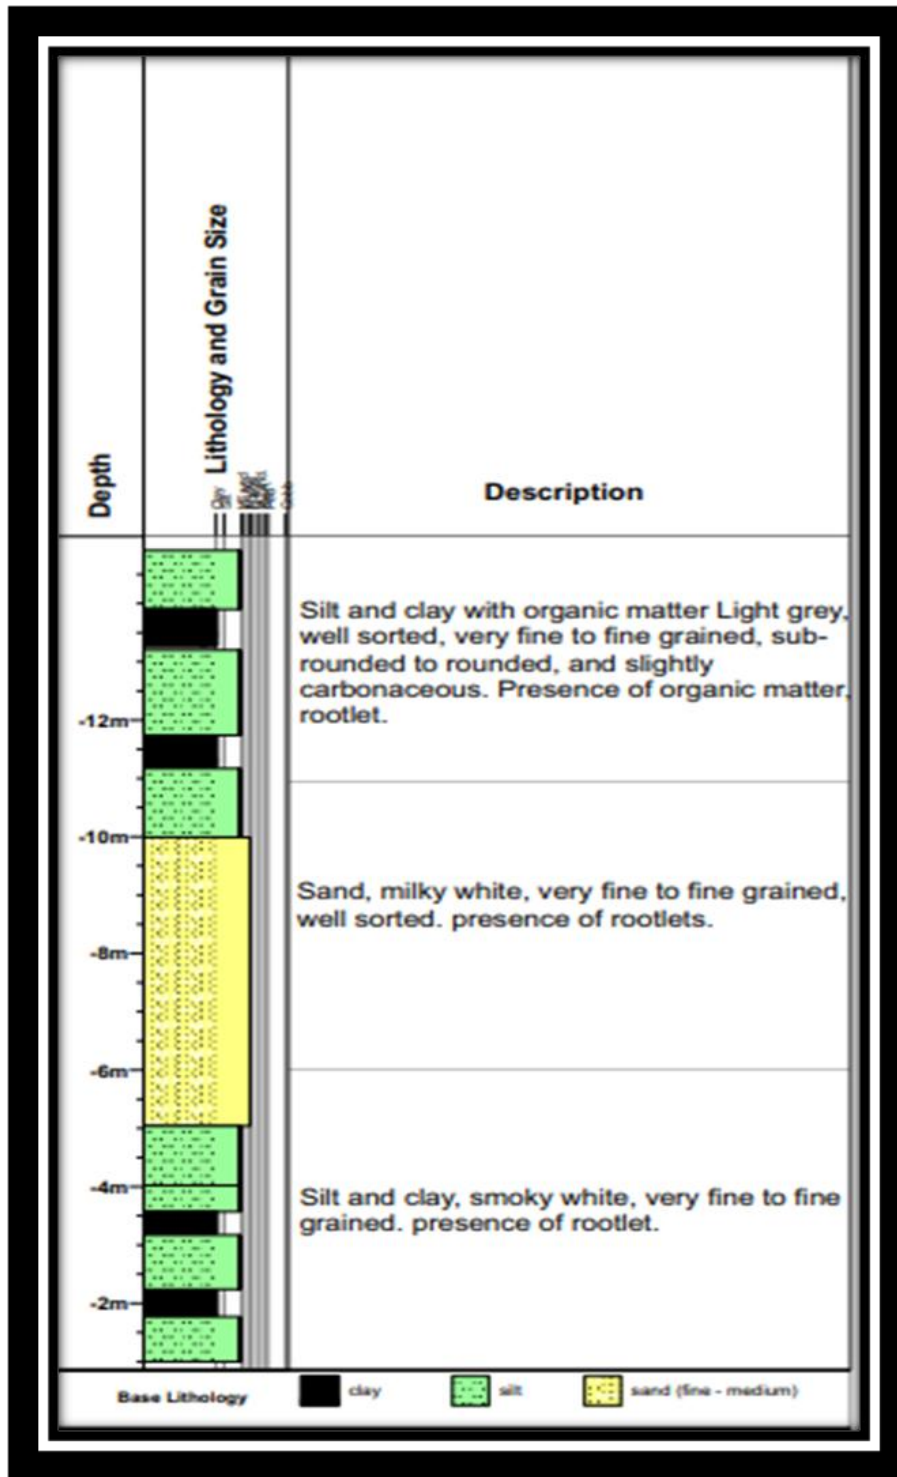 Depth
Lithology and Grain Size
Clay
Silt
Description
Silt and clay with organic matter Light grey,
well sorted, very fine to fine grained, sub-
rounded to rounded, and slightly
carbonaceous. Presence of organic matter,
rootlet.
-12m
-10m
Sand, milky white, very fine to fine grained,
well sorted. presence of rootlets.
-8m
-6m
-4m
Silt and clay, smoky white, very fine to fine
grained. presence of rootlet.
-2m
Base Lithology
clay
silt
sand (fine - medium)